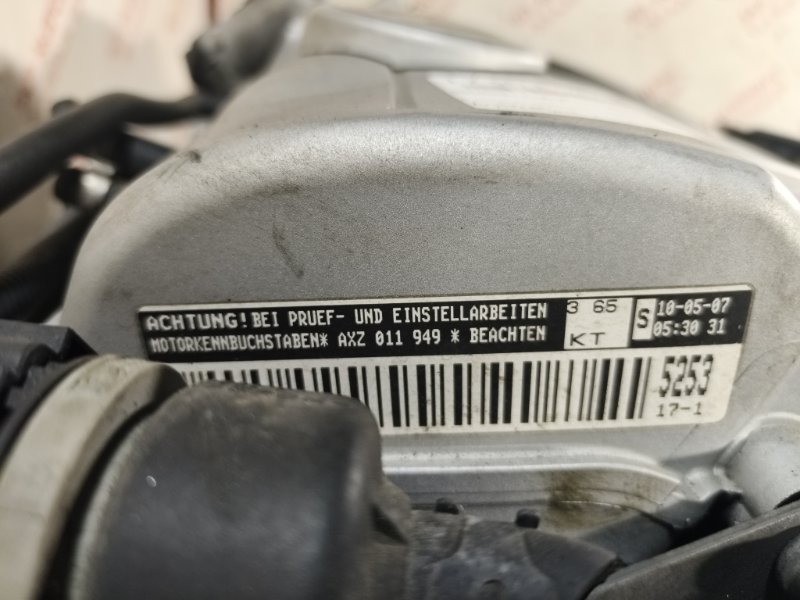 ACHTUNG! BEI PRUEF- UND EINSTELLARBEITEN
MOTORKENNBUCHSTABEN* AXZ 011 949 * BEACHTEN
3 65
KT
S
10-05-07
05:30 31
5253
17-1